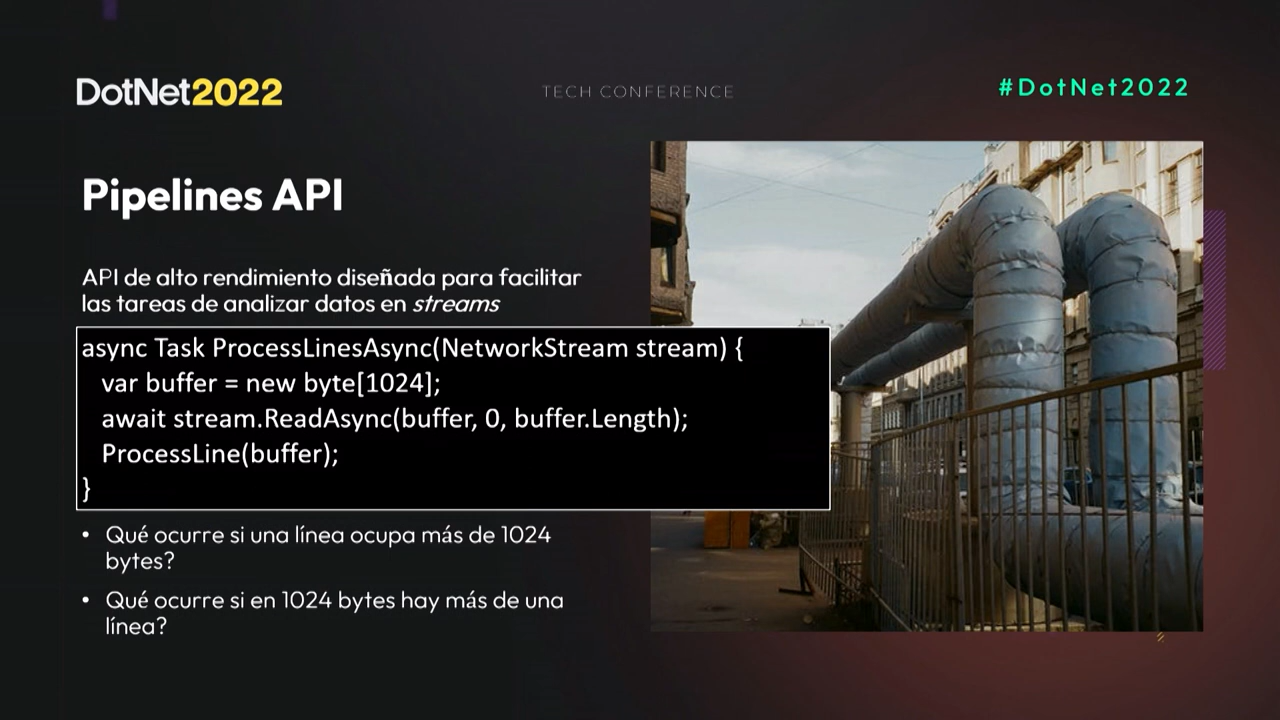 DotNet2022
TECH CONFERENCE
#DotNet2022
Pipelines API
API de alto rendimiento diseñada para facilitar
las tareas de analizar datos en streams
async Task ProcessLinesAsync(NetworkStream stream) {
   var buffer = new byte[1024];
   await stream.ReadAsync(buffer, 0, buffer.Length);
   ProcessLine(buffer);
}
• Qué ocurre si una línea ocupa más de 1024
bytes?
• Qué ocurre si en 1024 bytes hay más de una
línea?